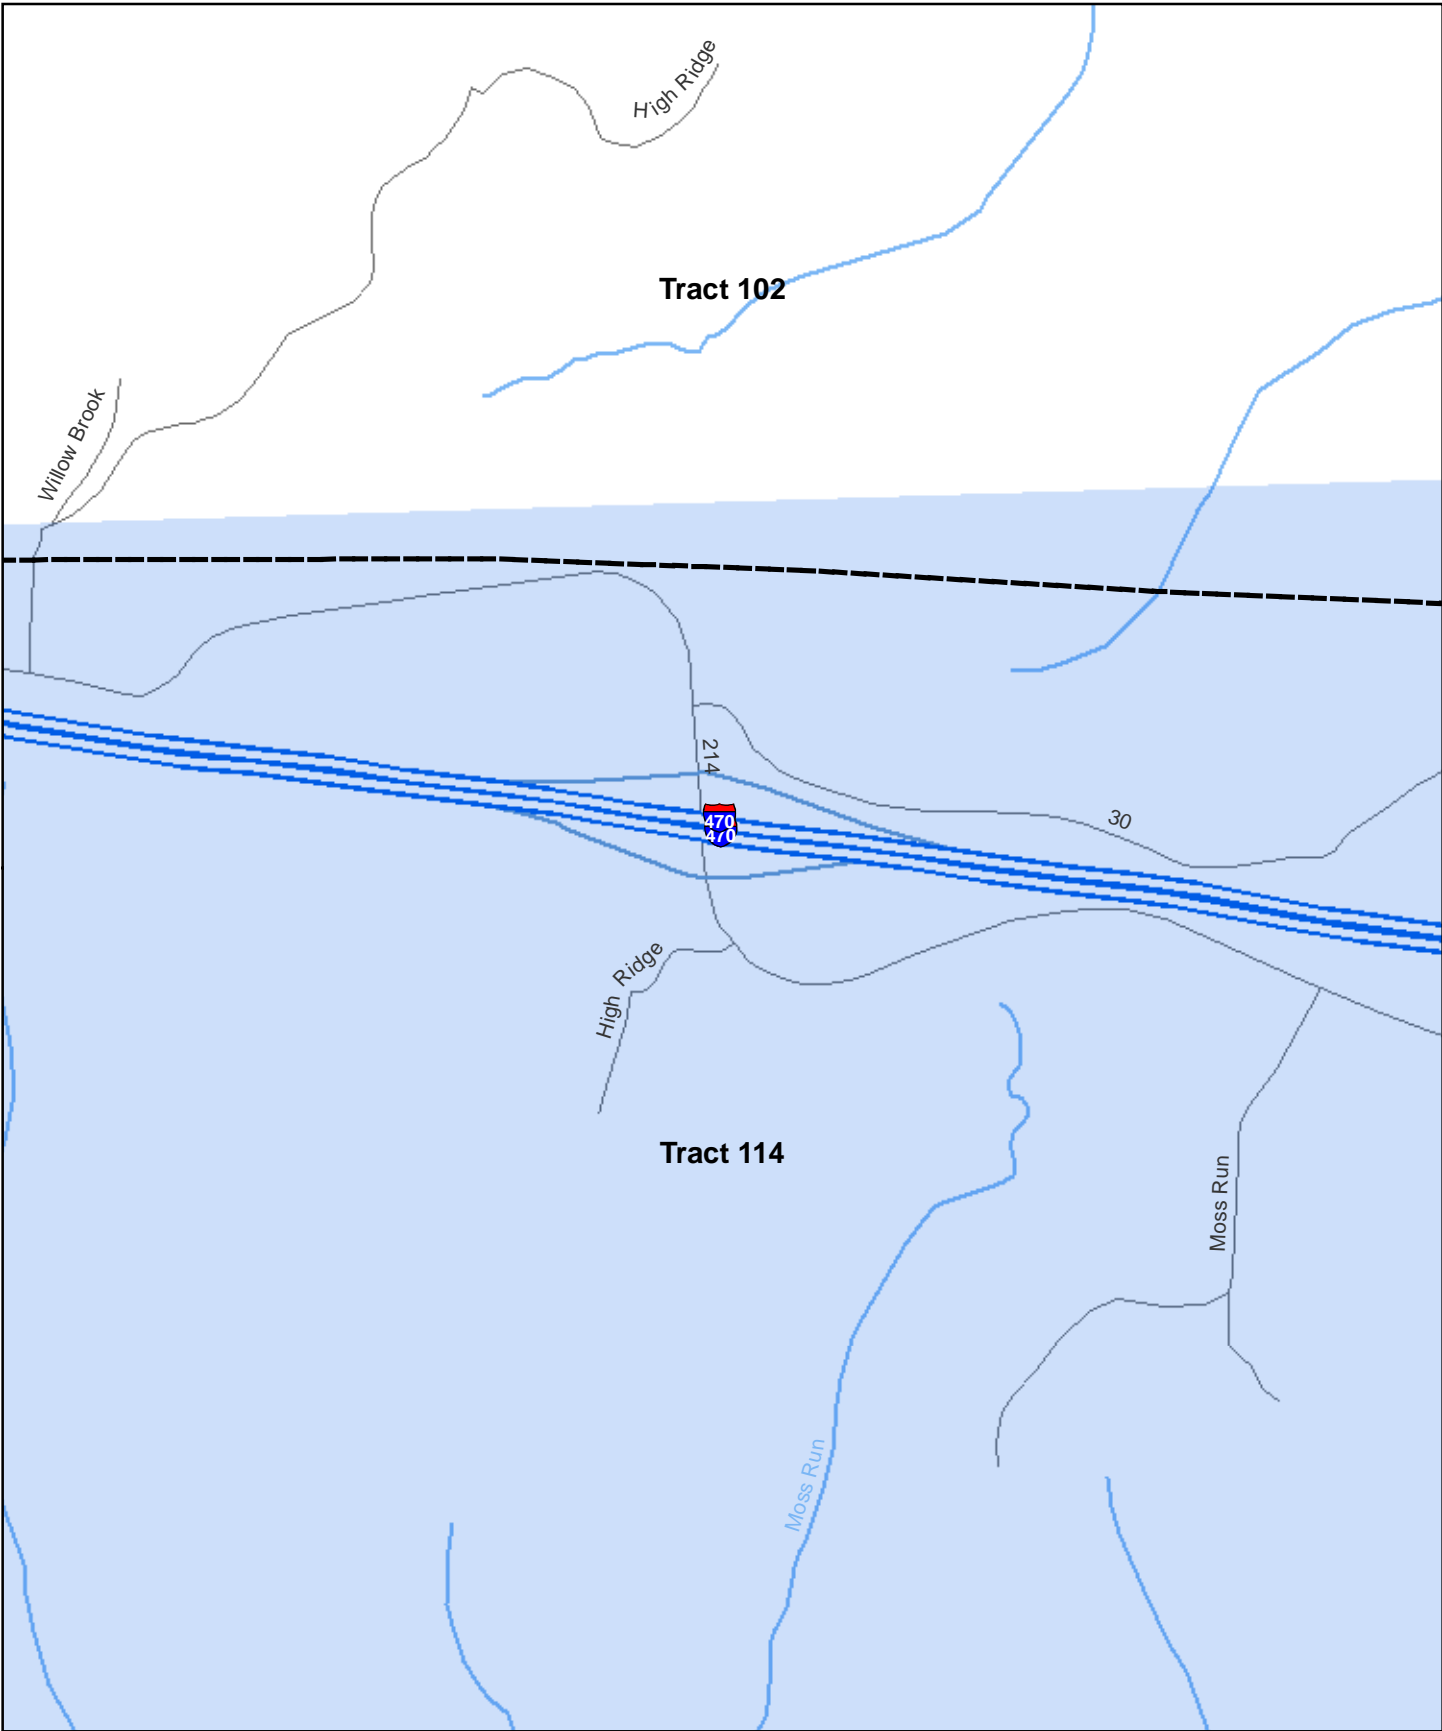 High Ridge
Tract 102
Willow Brook
214
470
470
30
High Ridge
Tract 114
Moss Run
Moss Run